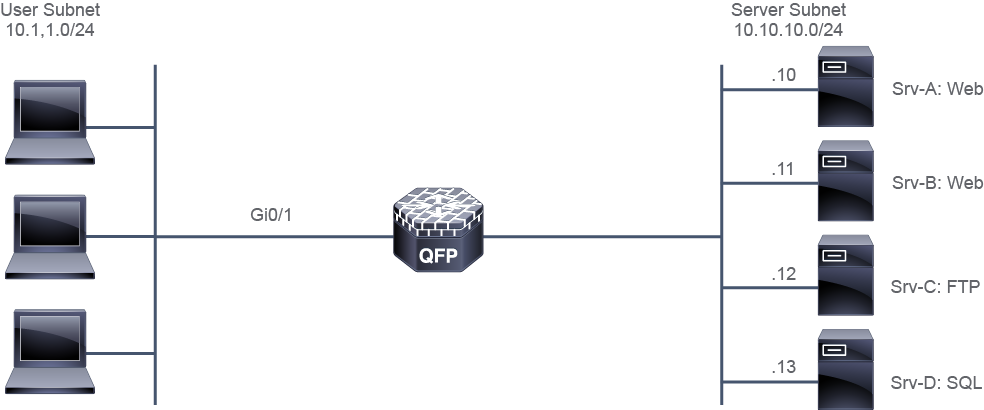 User Subnet
10.1,1.0/24
Server Subnet
10.10.10.0/24
.10
Srv-A: Web
.11
Srv-B: Web
Gi0/1
QFP
.12
Srv-C: FTP
.13
Srv-D: SQL